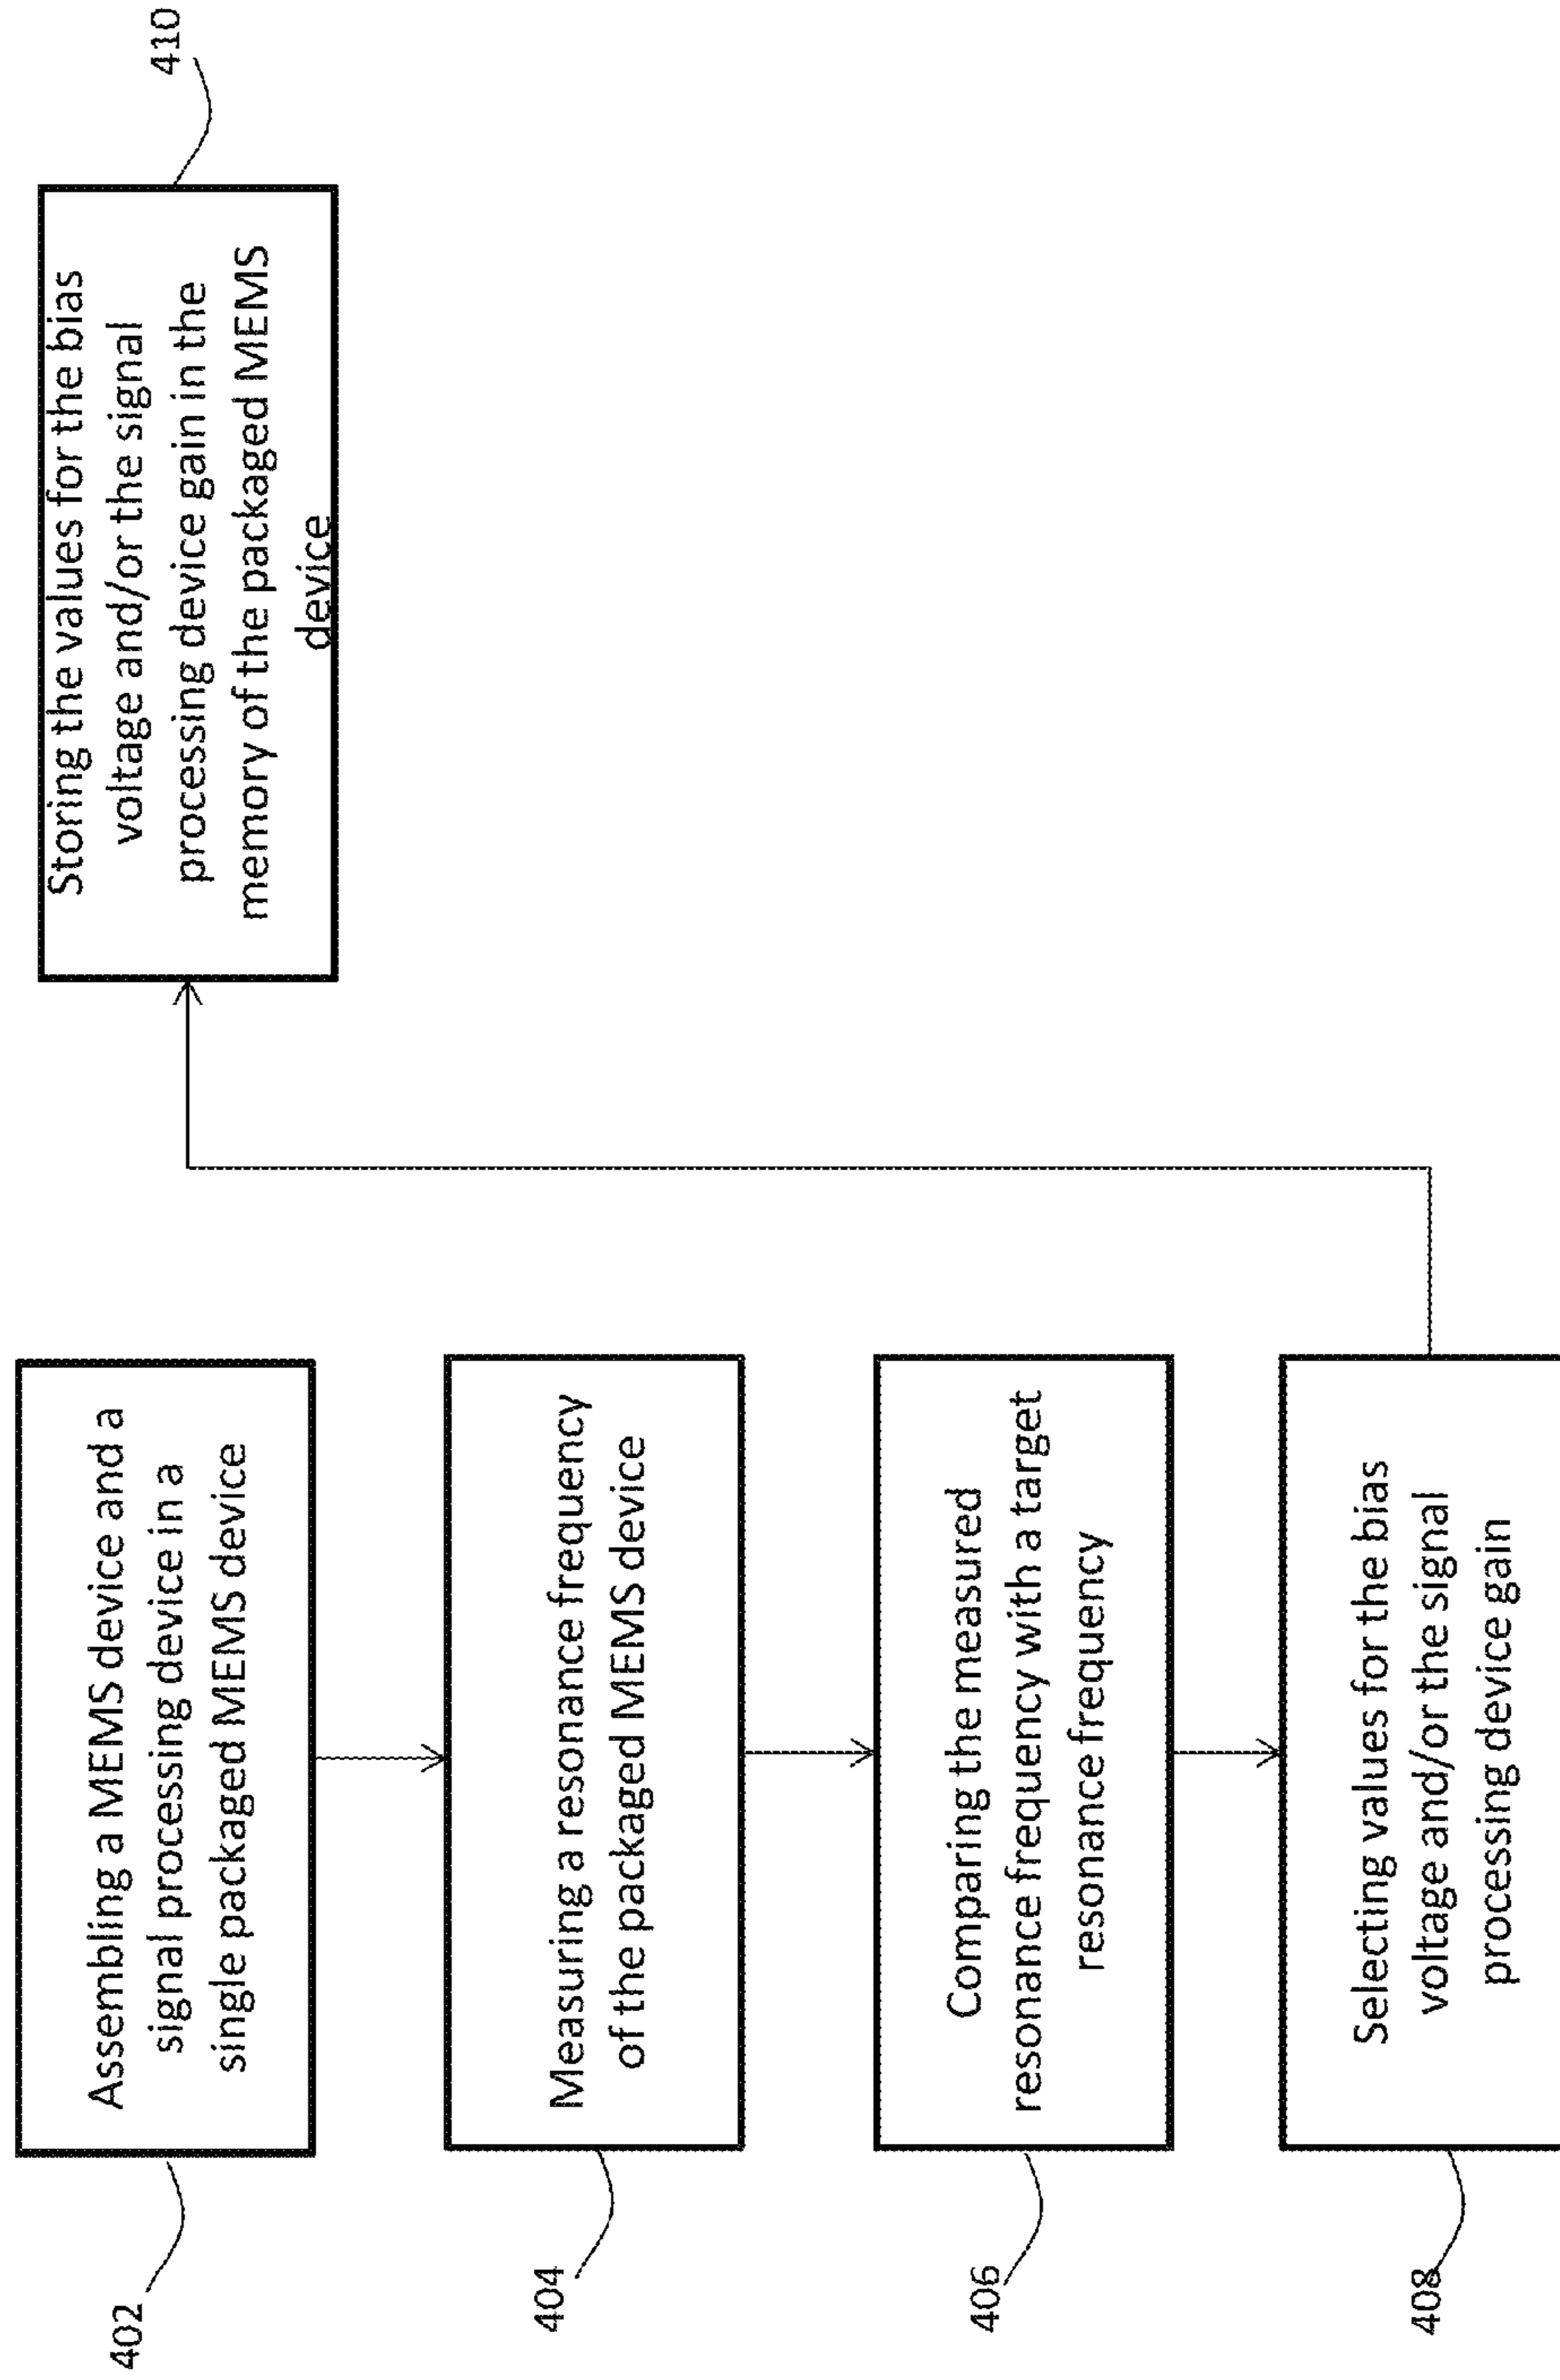 402
Assembling a MEMS device and a
signal processing device in a
single packaged MEMS device
404
Measuring a resonance frequency
of the packaged MEMS device
406
Comparing the measured
resonance frequency with a target
resonance frequency
408
Selecting values for the bias
voltage and/or the signal
processing device gain
410
Storing the values for the bias
voltage and/or the signal
processing device gain in the
memory of the packaged MEMS
device